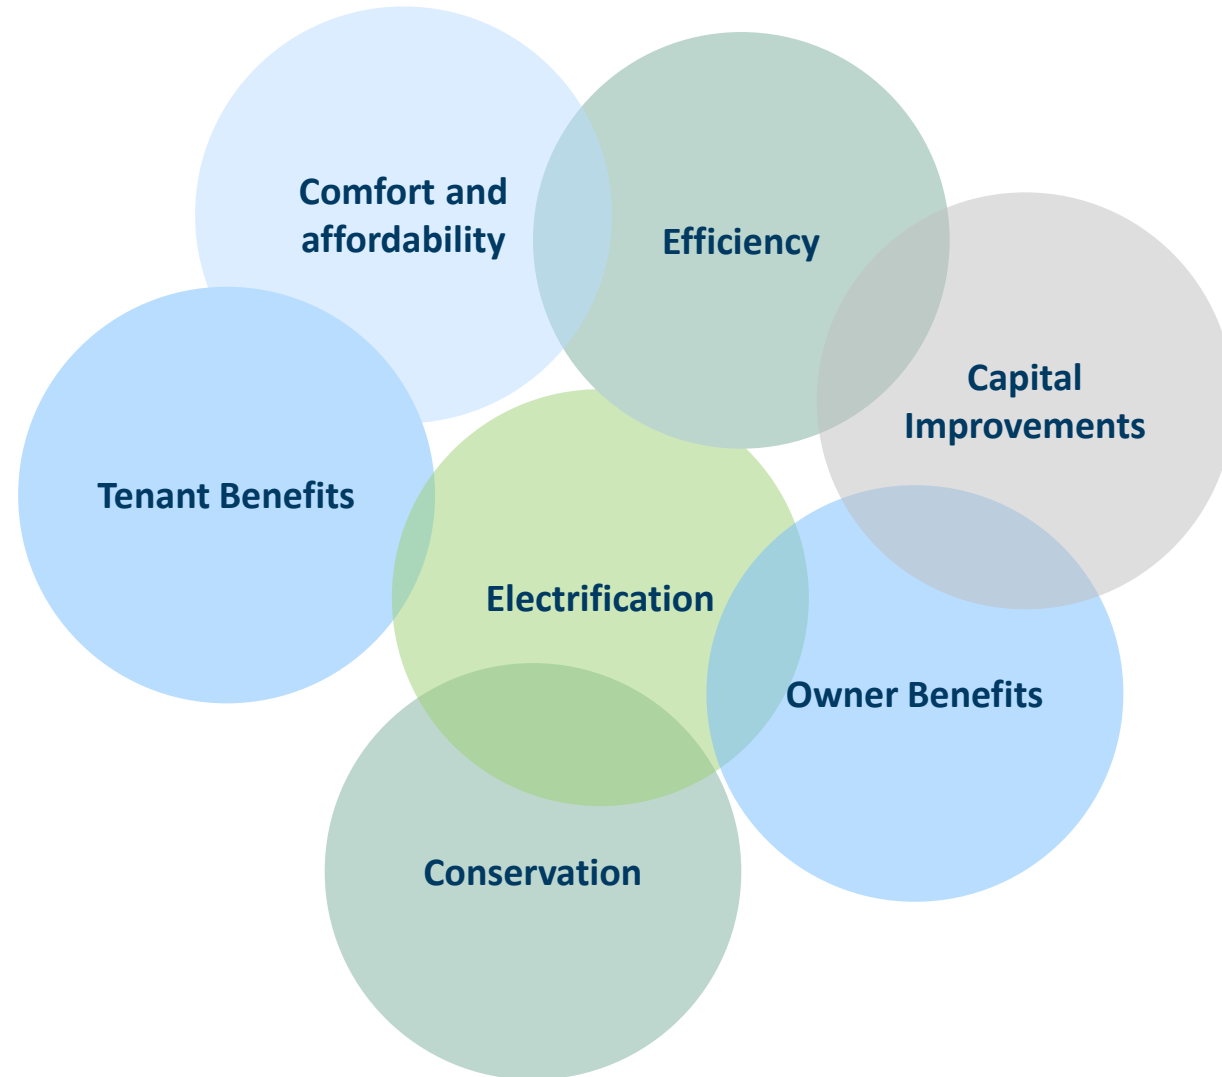 Comfort and
affordability
Efficiency
Capital
Improvements
Tenant Benefits
Electrification
Owner Benefits
Conservation